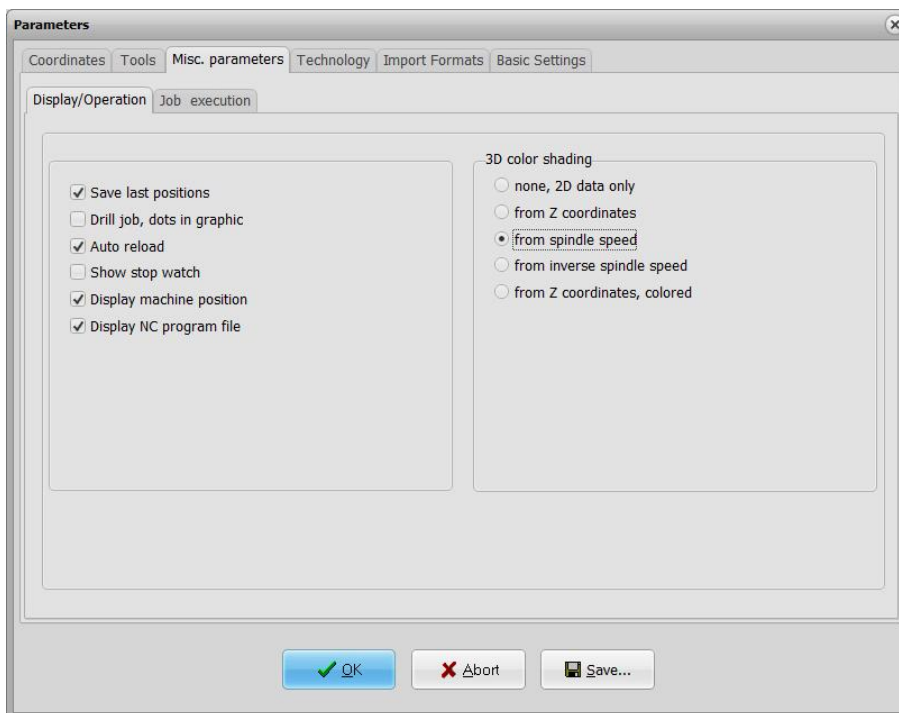 Parameters
Coordinates Tools Misc. parameters Technology Import Formats Basic Settings
Display/Operation Job execution
Save last positions
Drill job, dots in graphic
Auto reload
Show stop watch
Display machine position
Display NC program file
3D color shading
none, 2D data only
from Z coordinates
from spindle speed
from inverse spindle speed
from Z coordinates, colored
OK Abort Save...